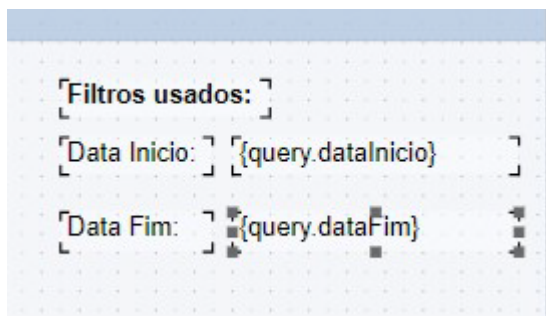 Filtros usados:
Data Inicio: {query.dataInicio}
Data Fim: {query.dataFim}